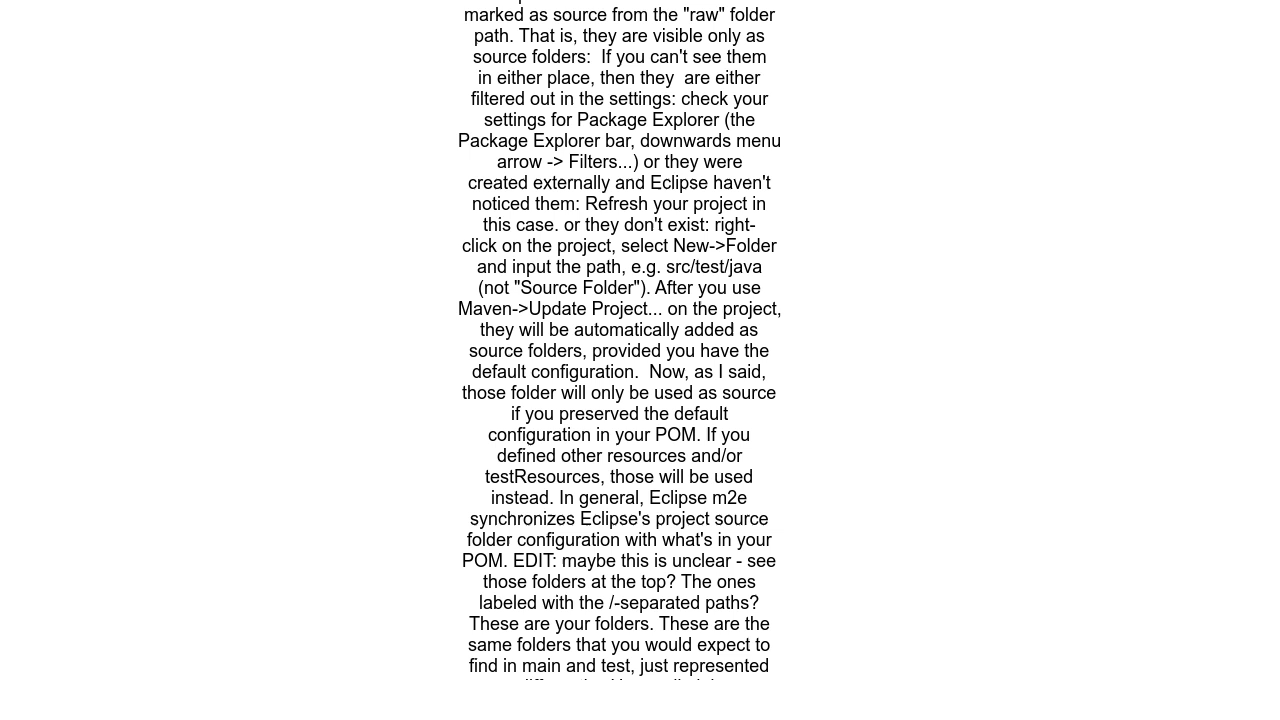 marked as source from the "raw" folder
path. That is, they are visible only as
source folders:  If you can't see them
in either place, then they  are either
filtered out in the settings: check your
settings for Package Explorer (the
Package Explorer bar, downwards menu
arrow -> Filters...) or they were
created externally and Eclipse haven't
noticed them: Refresh your project in
this case. or they don't exist: right-
click on the project, select New->Folder
and input the path, e.g. src/test/java
(not "Source Folder"). After you use
Maven->Update Project... on the project,
they will be automatically added as
source folders, provided you have the
default configuration.  Now, as I said,
those folder will only be used as source
if you preserved the default
configuration in your POM. If you
defined other resources and/or
testResources, those will be used
instead. In general, Eclipse m2e
synchronizes Eclipse's project source
folder configuration with what's in your
POM. EDIT: maybe this is unclear - see
those folders at the top? The ones
labeled with the /-separated paths?
These are your folders. These are the
same folders that you would expect to
find in main and test, just represented